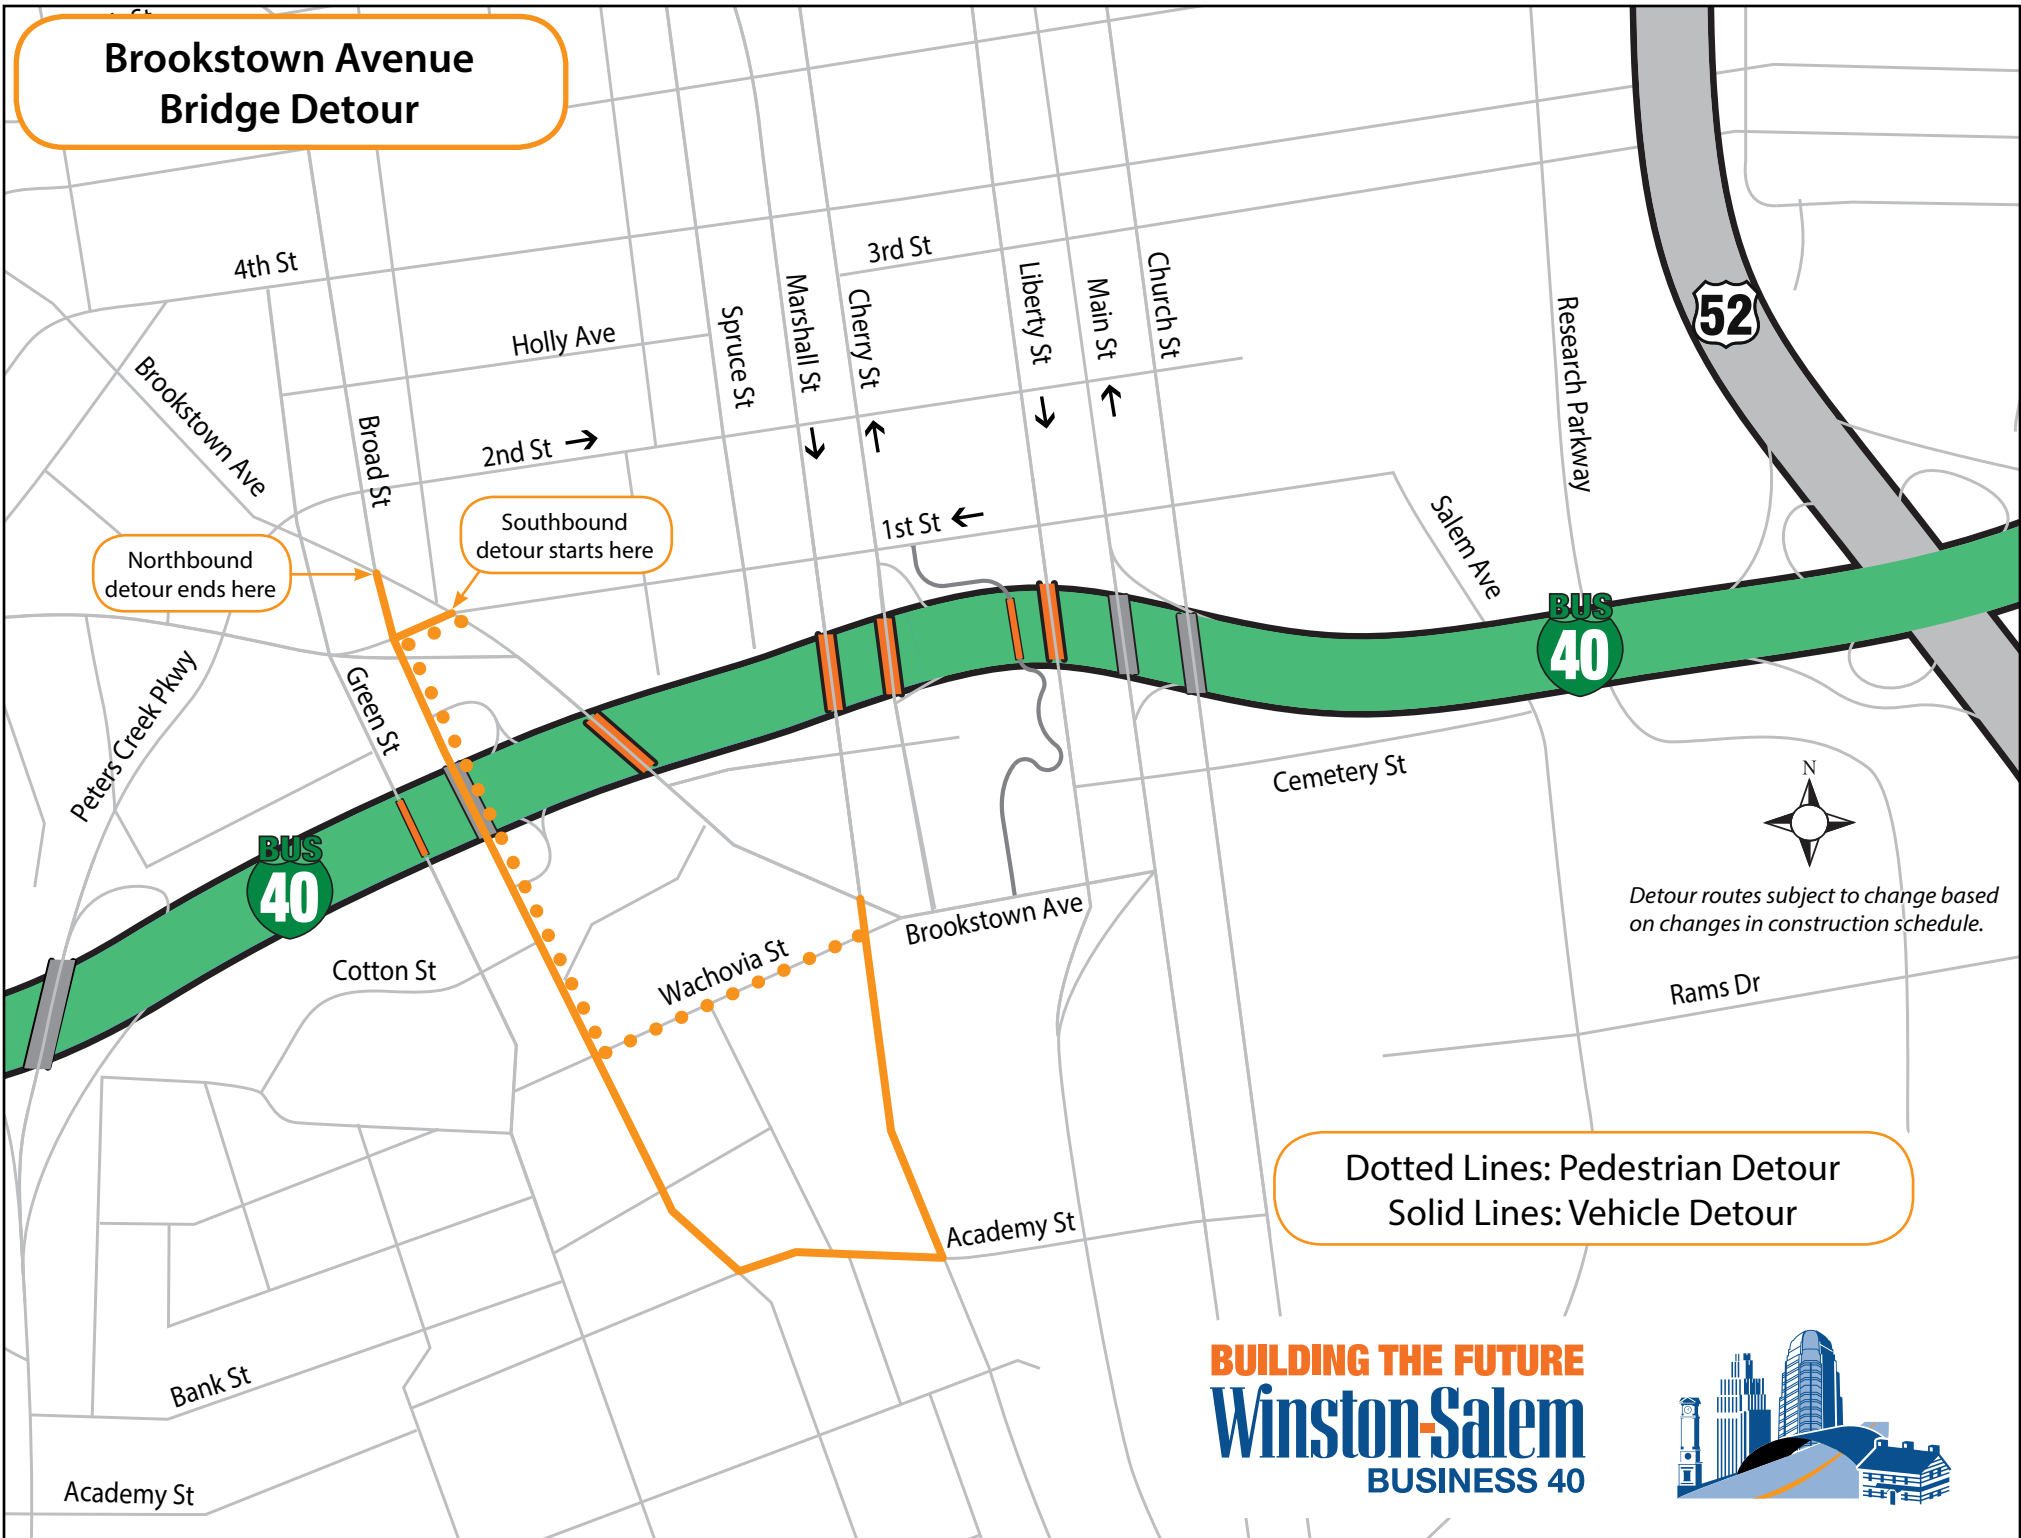 Brookstown Avenue
Bridge Detour
4th St
3rd St
Holly Ave
Brookstown Ave
Broad St
2nd St
Spruce St
Marshall St
Cherry St
Liberty St
Main St
Church St
Research Parkway
52
1st St
Salem Ave
Southbound
detour starts here
Northbound
detour ends here
Green St
Peters Creek Pkwy
BUS
40
BUS
40
Cemetery St
N
Detour routes subject to change based
on changes in construction schedule.
Brookstown Ave
Wachovia St
Cotton St
Rams Dr
Dotted Lines: Pedestrian Detour
Solid Lines: Vehicle Detour
Academy St
Bank St
Academy St
BUILDING THE FUTURE
Winston-Salem
BUSINESS 40